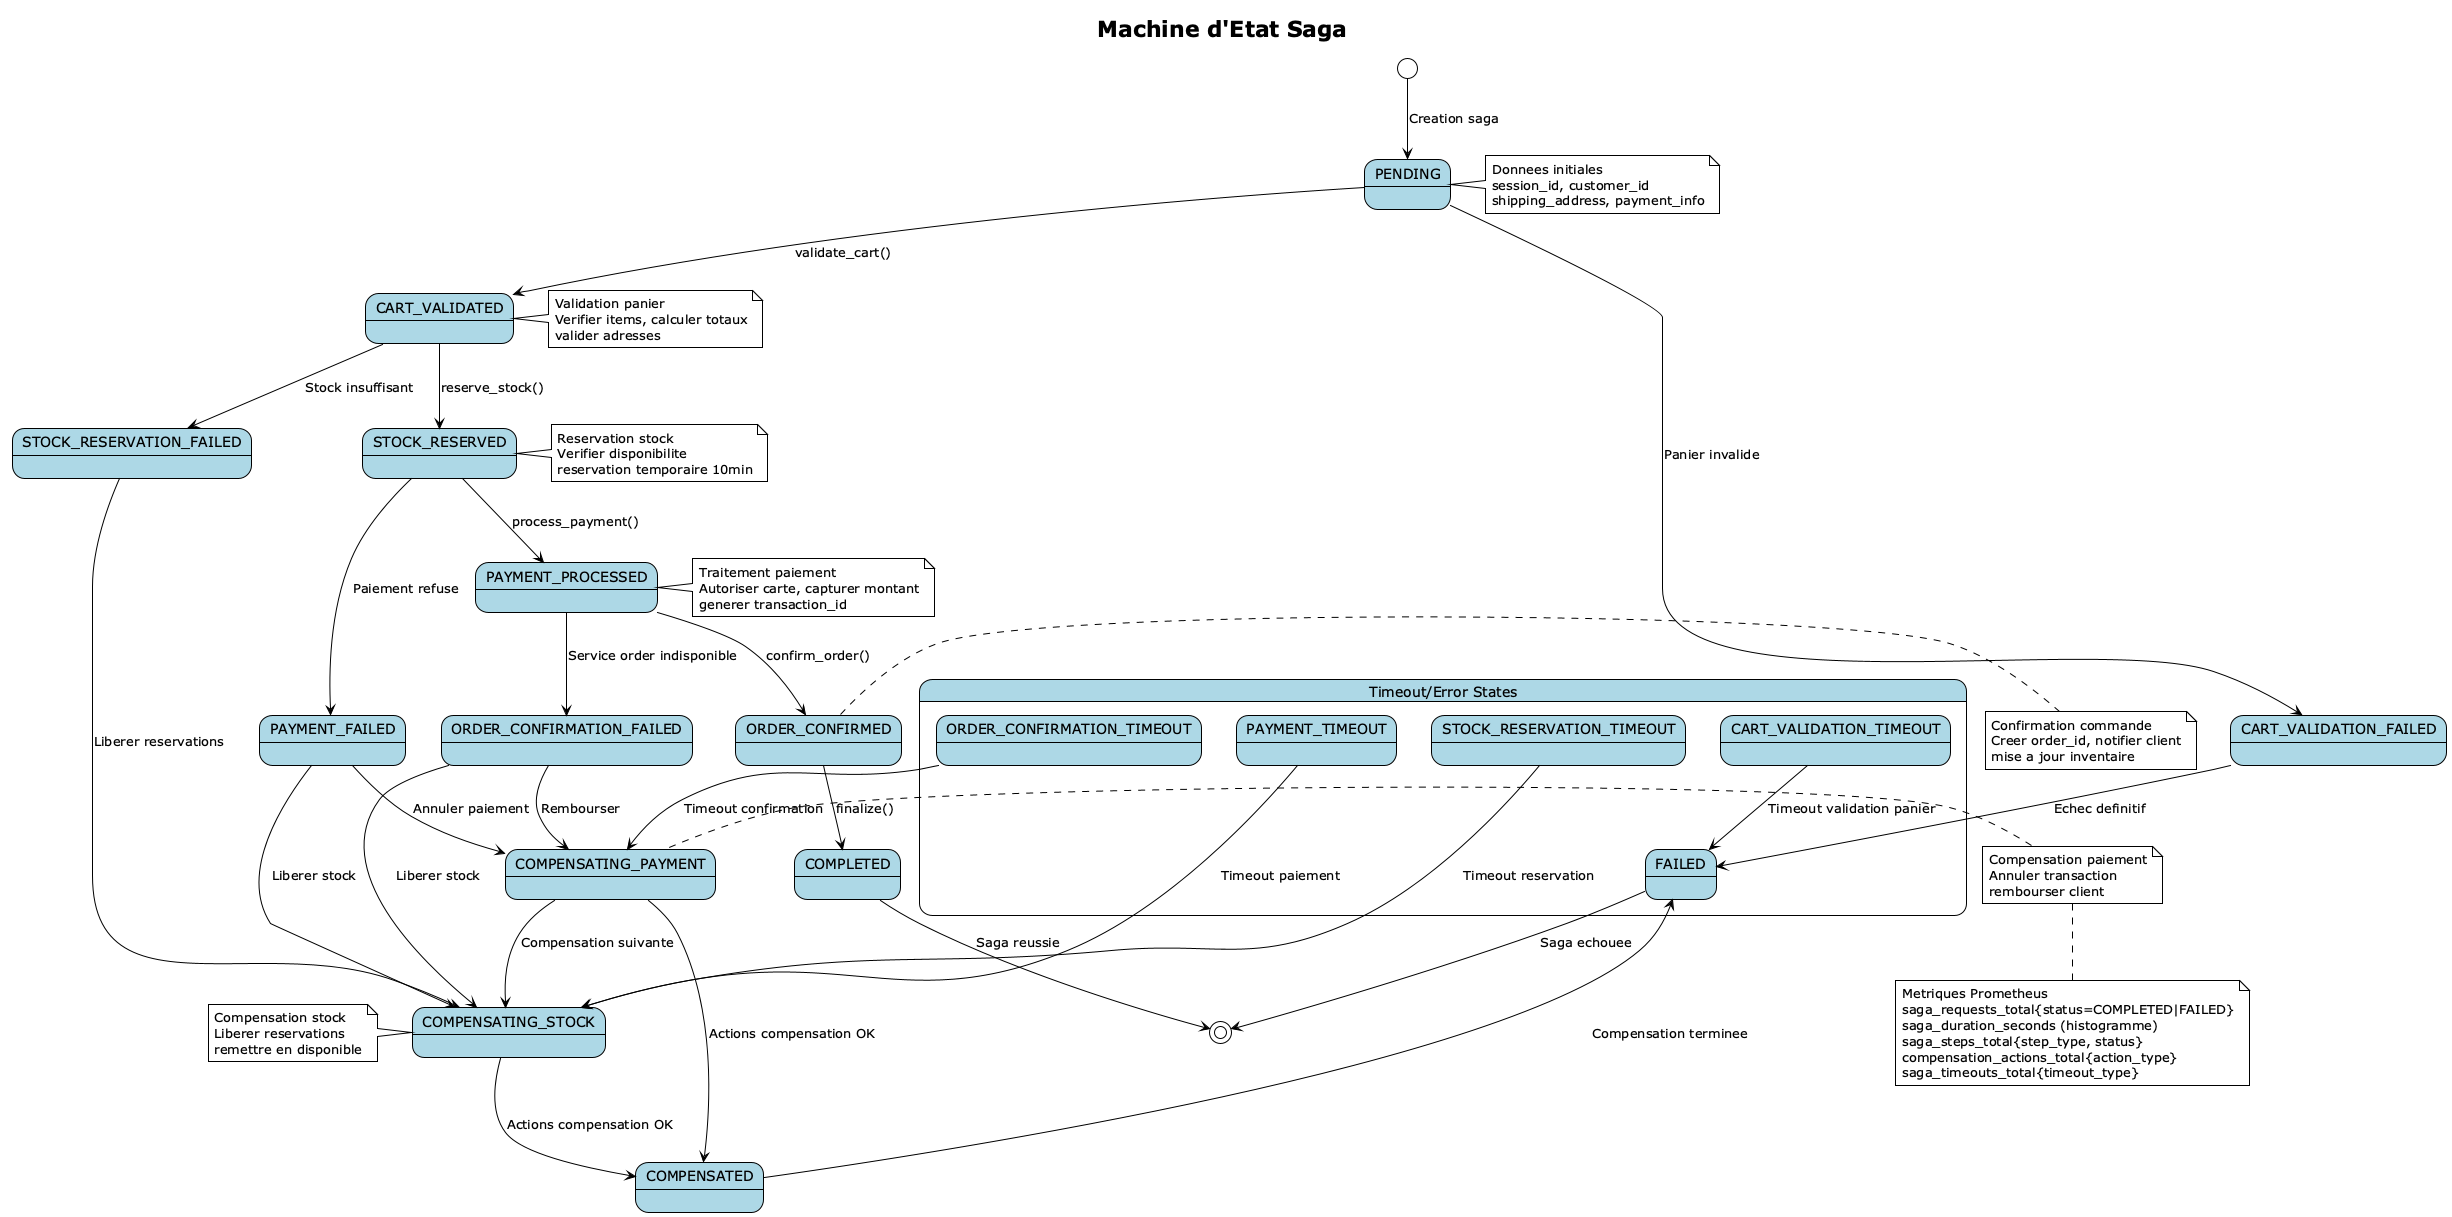 Machine d'Etat Saga
Creation saga
PENDING
Donnees initiales
session_id, customer_id
shipping_address, payment_info
validate_cart()
CART_VALIDATED
Validation panier
Verifier items, calculer totaux
valider adresses
Stock insuffisant
reserve_stock()
Panier invalide
STOCK_RESERVATION_FAILED
STOCK_RESERVED
Reservation stock
Verifier disponibilite
reservation temporaire 10min
process_payment()
PAYMENT_PROCESSED
Traitement paiement
Autoriser carte, capturer montant
generer transaction_id
Paiement refuse
Service order indisponible
confirm_order()
Timeout/Error States
PAYMENT_FAILED
ORDER_CONFIRMATION_FAILED
ORDER_CONFIRMED
ORDER_CONFIRMATION_TIMEOUT
PAYMENT_TIMEOUT
STOCK_RESERVATION_TIMEOUT
CART_VALIDATION_TIMEOUT
Confirmation commande
Creer order_id, notifier client
mise a jour inventaire
CART_VALIDATION_FAILED
Liberer reservations
Annuler paiement
Rembourser
Timeout confirmation
finalize()
Timeout validation panier
Echec definitif
COMPENSATING_PAYMENT
COMPLETED
FAILED
Compensation paiement
Annuler transaction
rembourser client
Liberer stock
Liberer stock
Timeout paiement
Timeout reservation
Compensation suivante
Saga reussie
Saga echouee
Compensation stock
Liberer reservations
remettre en disponible
COMPENSATING_STOCK
Actions compensation OK
Compensation terminee
Metriques Prometheus
saga_requests_total{status=COMPLETED|FAILED}
saga_duration_seconds (histogramme)
saga_steps_total{step_type, status}
compensation_actions_total{action_type}
saga_timeouts_total{timeout_type}
Actions compensation OK
COMPENSATED